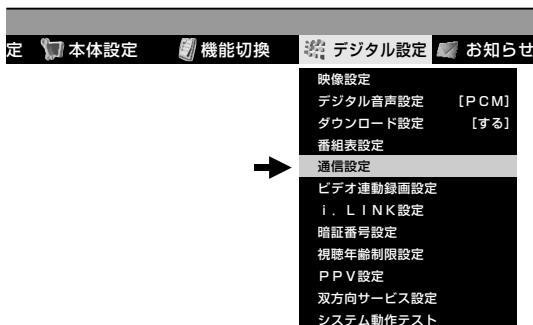 定 本体設定 機能切換 デジタル設定 お知らせ
映像設定
デジタル音声設定 [ＰＣＭ]
ダウンロード設定 [する]
番組表設定
通信設定
ビデオ連動録画設定
ｉ．ＬＩＮＫ設定
暗証番号設定
視聴年齢制限設定
ＰＰＶ設定
双方向サービス設定
システム動作テスト